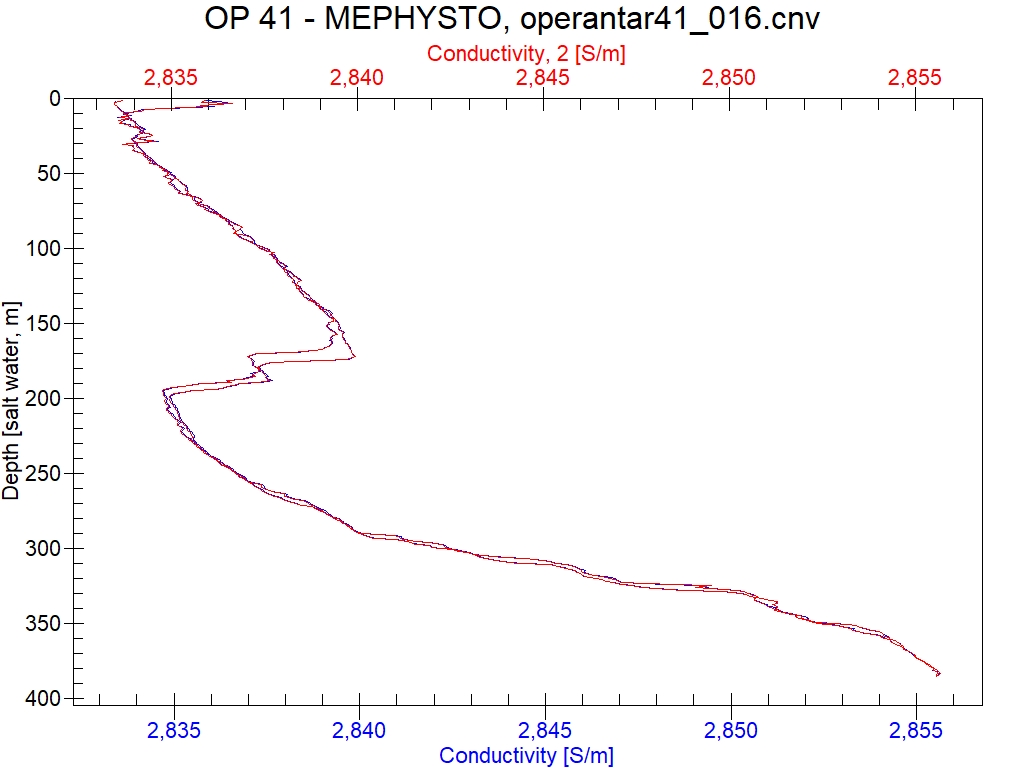 OP 41 - MEPHYSTO, operantar41_016.cnv
Conductivity, 2 [S/m]
2,835 2,840 2,845 2,850 2,855
0
50
100
150
200
250
300
350
400
Depth [salt water, m]
2,835 2,840 2,845 2,850 2,855
Conductivity [S/m]